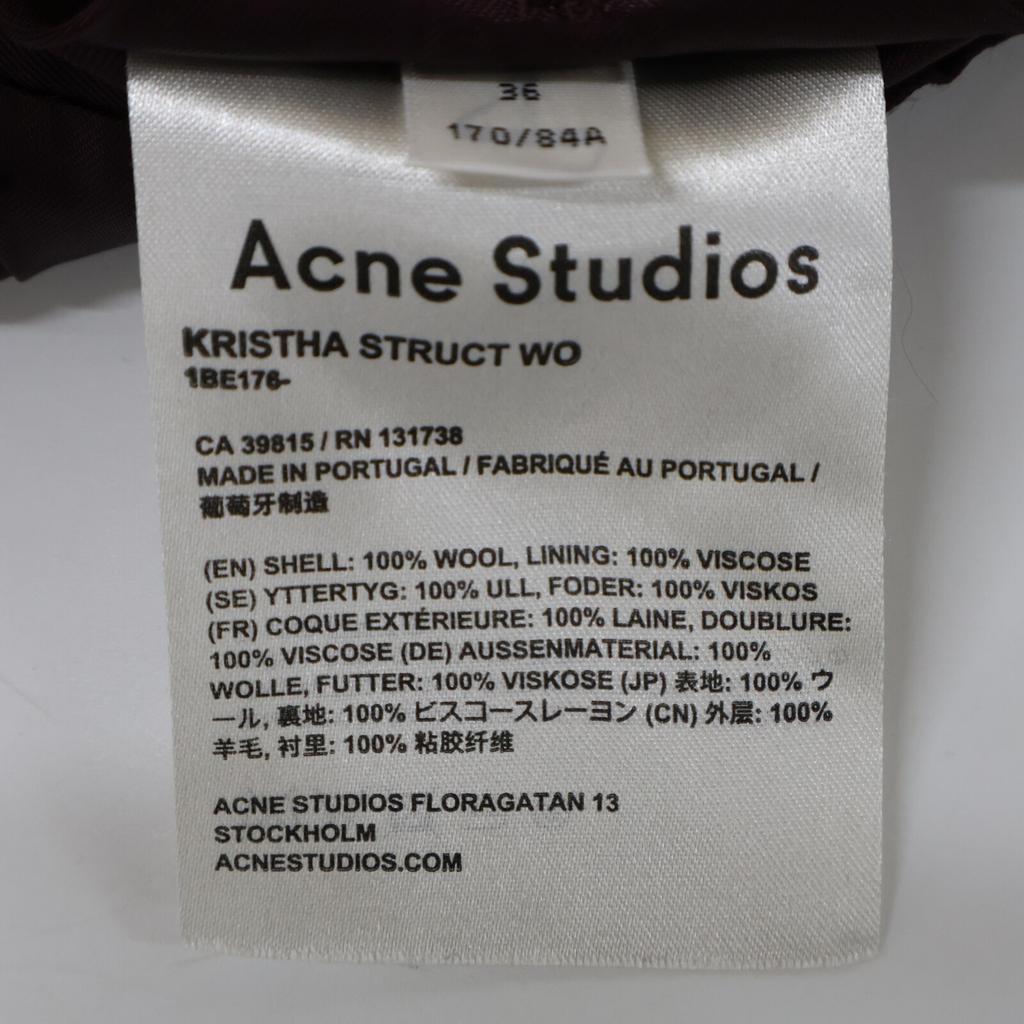 36
170/84A
Acne Studios
KRISTHA STRUCT WO
1BE176-
CA 39815 / RN 131738
MADE IN PORTUGAL / FABRIQUÉ AU PORTUGAL /
葡萄牙制造
(EN) SHELL: 100% WOOL, LINING: 100% VISCOSE
(SE) YTTERTYG: 100% ULL, FODER: 100% VISKOS
(FR) COQUE EXTÉRIEURE: 100% LAINE, DOUBLURE:
100% VISCOSE (DE) AUSSENMATERIAL: 100%
WOLLE, FUTTER: 100% VISKOSE (JP) 表地: 100% ウ
ール, 裏地: 100% ビスコースレーヨン (CN) 外层: 100%
羊毛, 衬里: 100% 粘胶纤维
ACNE STUDIOS FLORAGATAN 13
STOCKHOLM
ACNESTUDIOS.COM